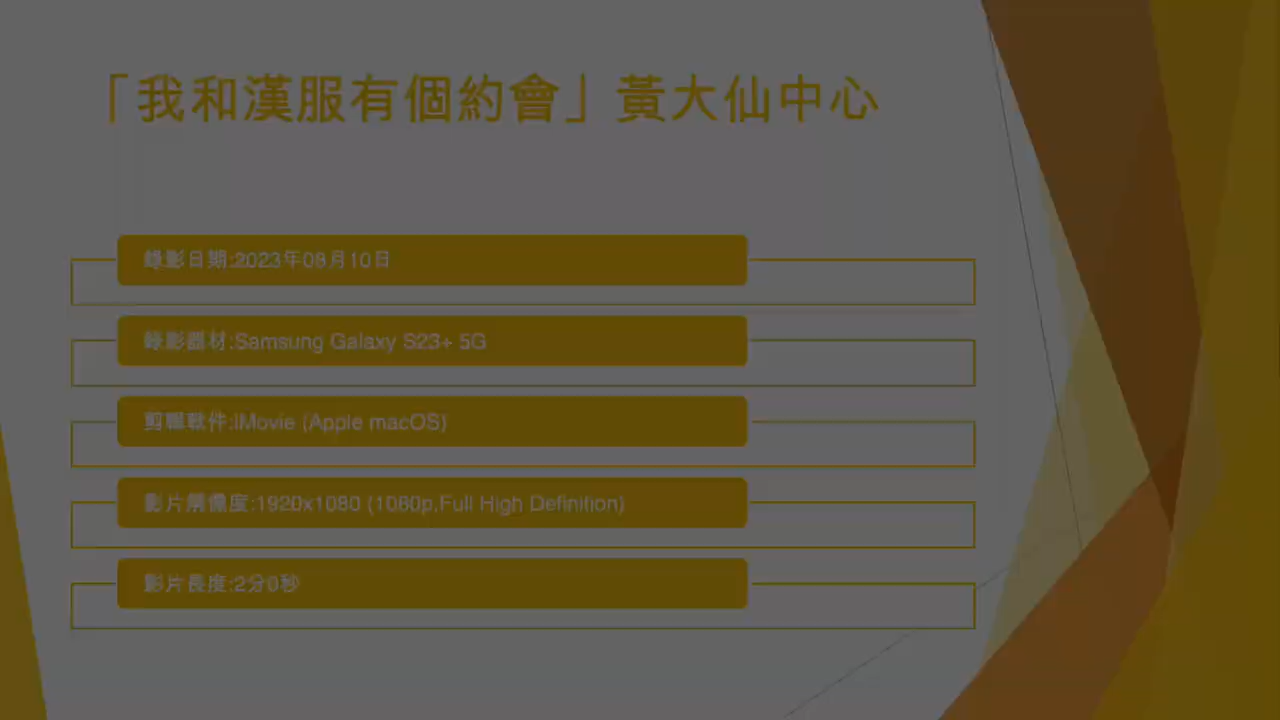 「我和漢服有個約會」黃大仙中心
錄影日期:2023年08月10日
錄影器材:Samsung Galaxy S23+ 5G
剪輯軟件:iMovie (Apple macOS)
影片清晰度:1920x1080 (1080p,Full High Definition)
影片長度:2分0秒